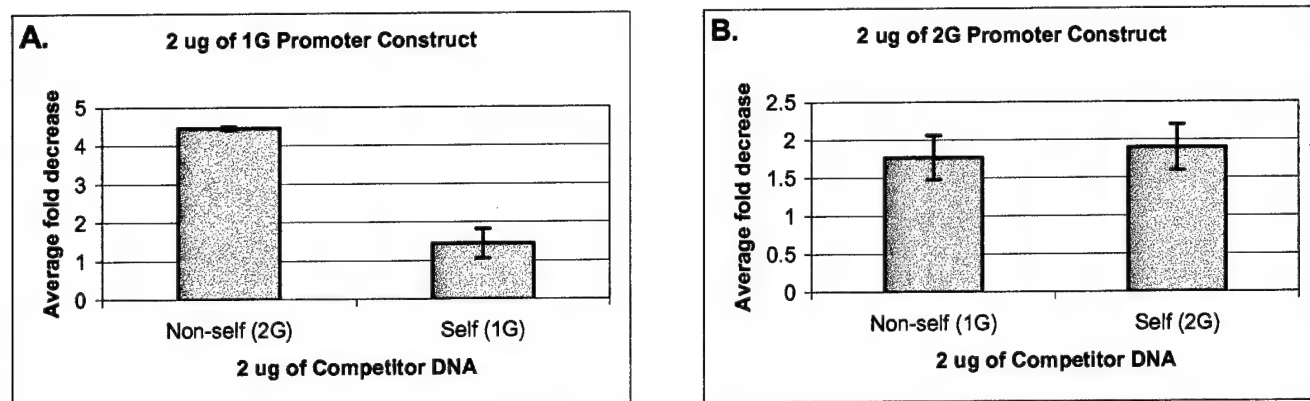 A.
2 ug of 1G Promoter Construct
Average fold decrease
5
4
3
2
1
0
Non-self (2G)
Self (1G)
2 ug of Competitor DNA
B.
2 ug of 2G Promoter Construct
Average fold decrease
2.5
2
1.5
1
0.5
0
Non-self (1G)
Self (2G)
2 ug of Competitor DNA